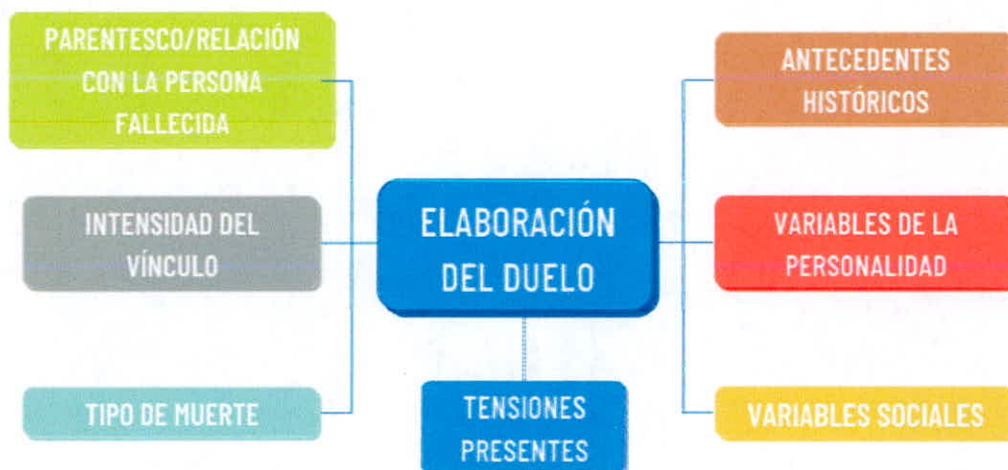 PARENTESCO/RELACIÓN
CON LA PERSONA
FALLECIDA
INTENSIDAD DEL
VÍNCULO
TIPO DE MUERTE
ELABORACIÓN
DEL DUELO
TENSIONES
PRESENTES
ANTECEDENTES
HISTÓRICOS
VARIABLES DE LA
PERSONALIDAD
VARIABLES SOCIALES